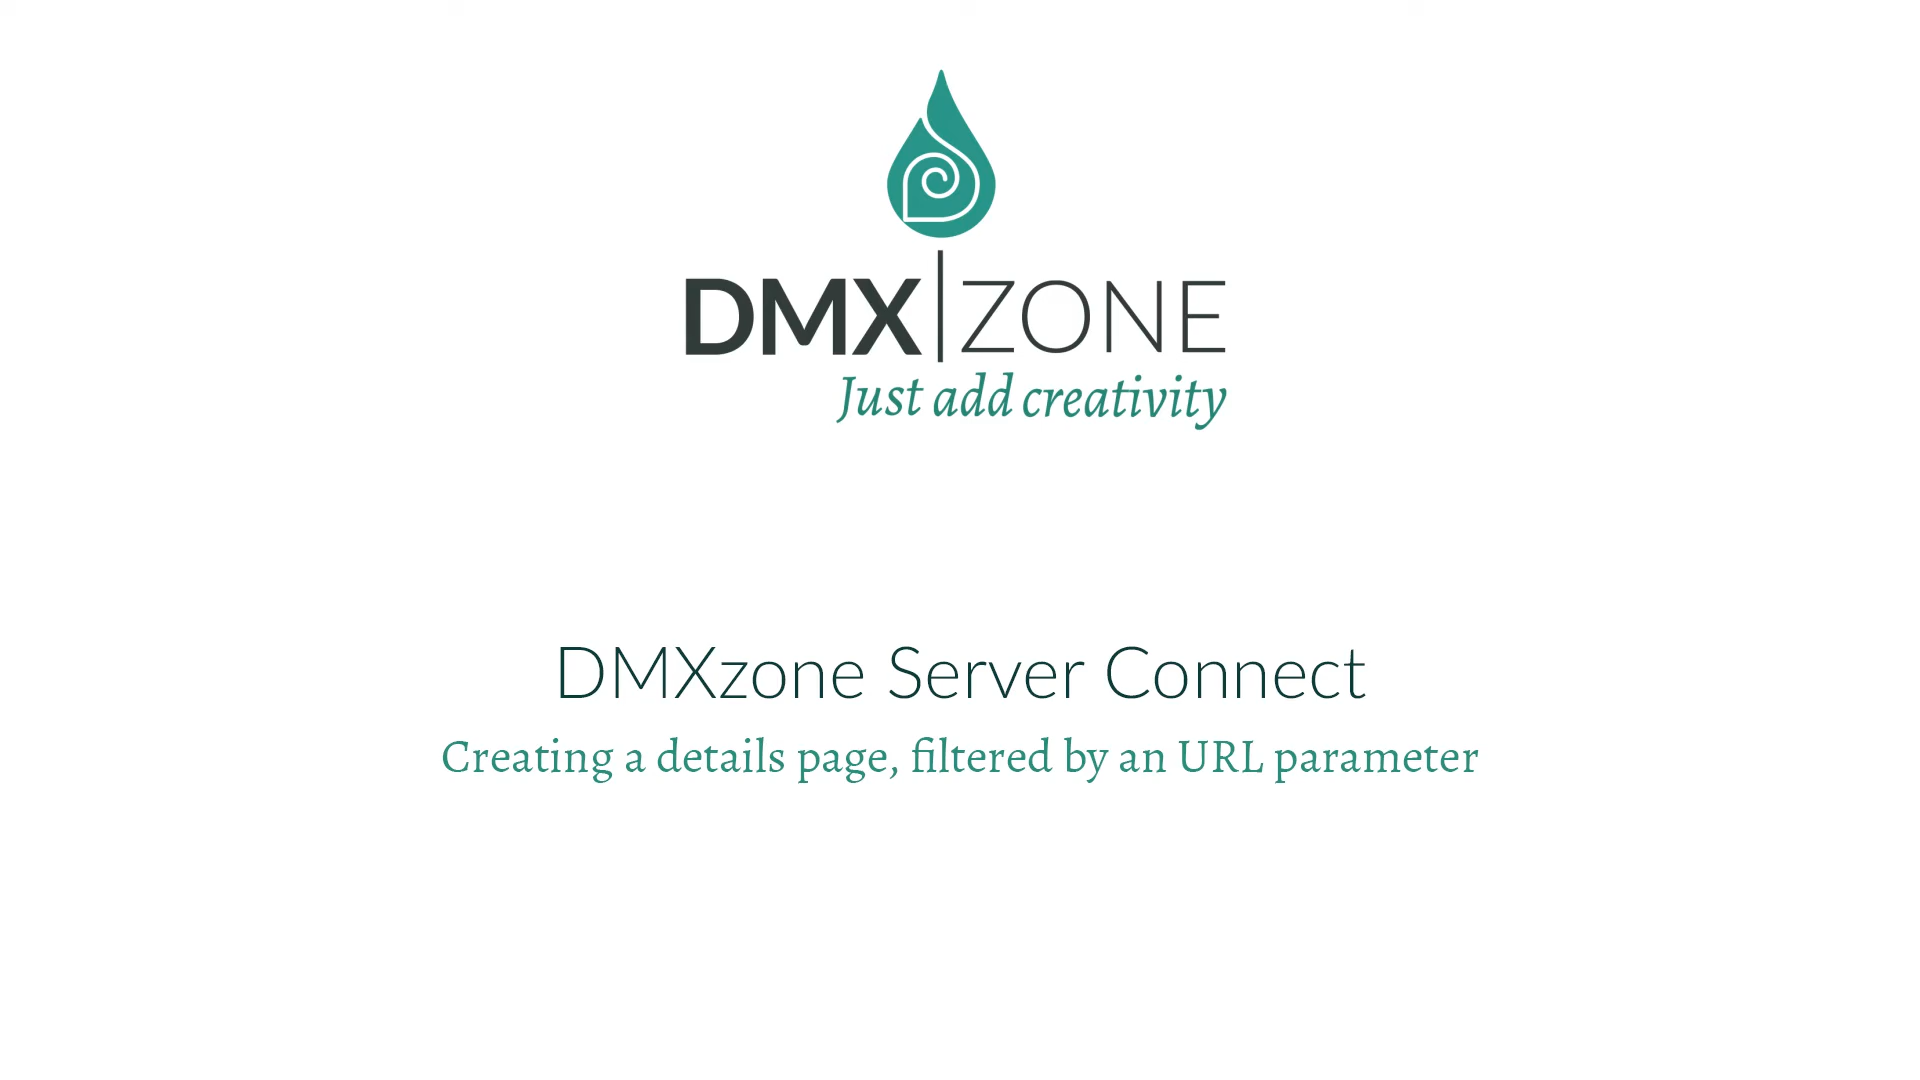 DMX|ZONE
Just add creativity
DMXzone Server Connect
Creating a details page, filtered by an URL parameter